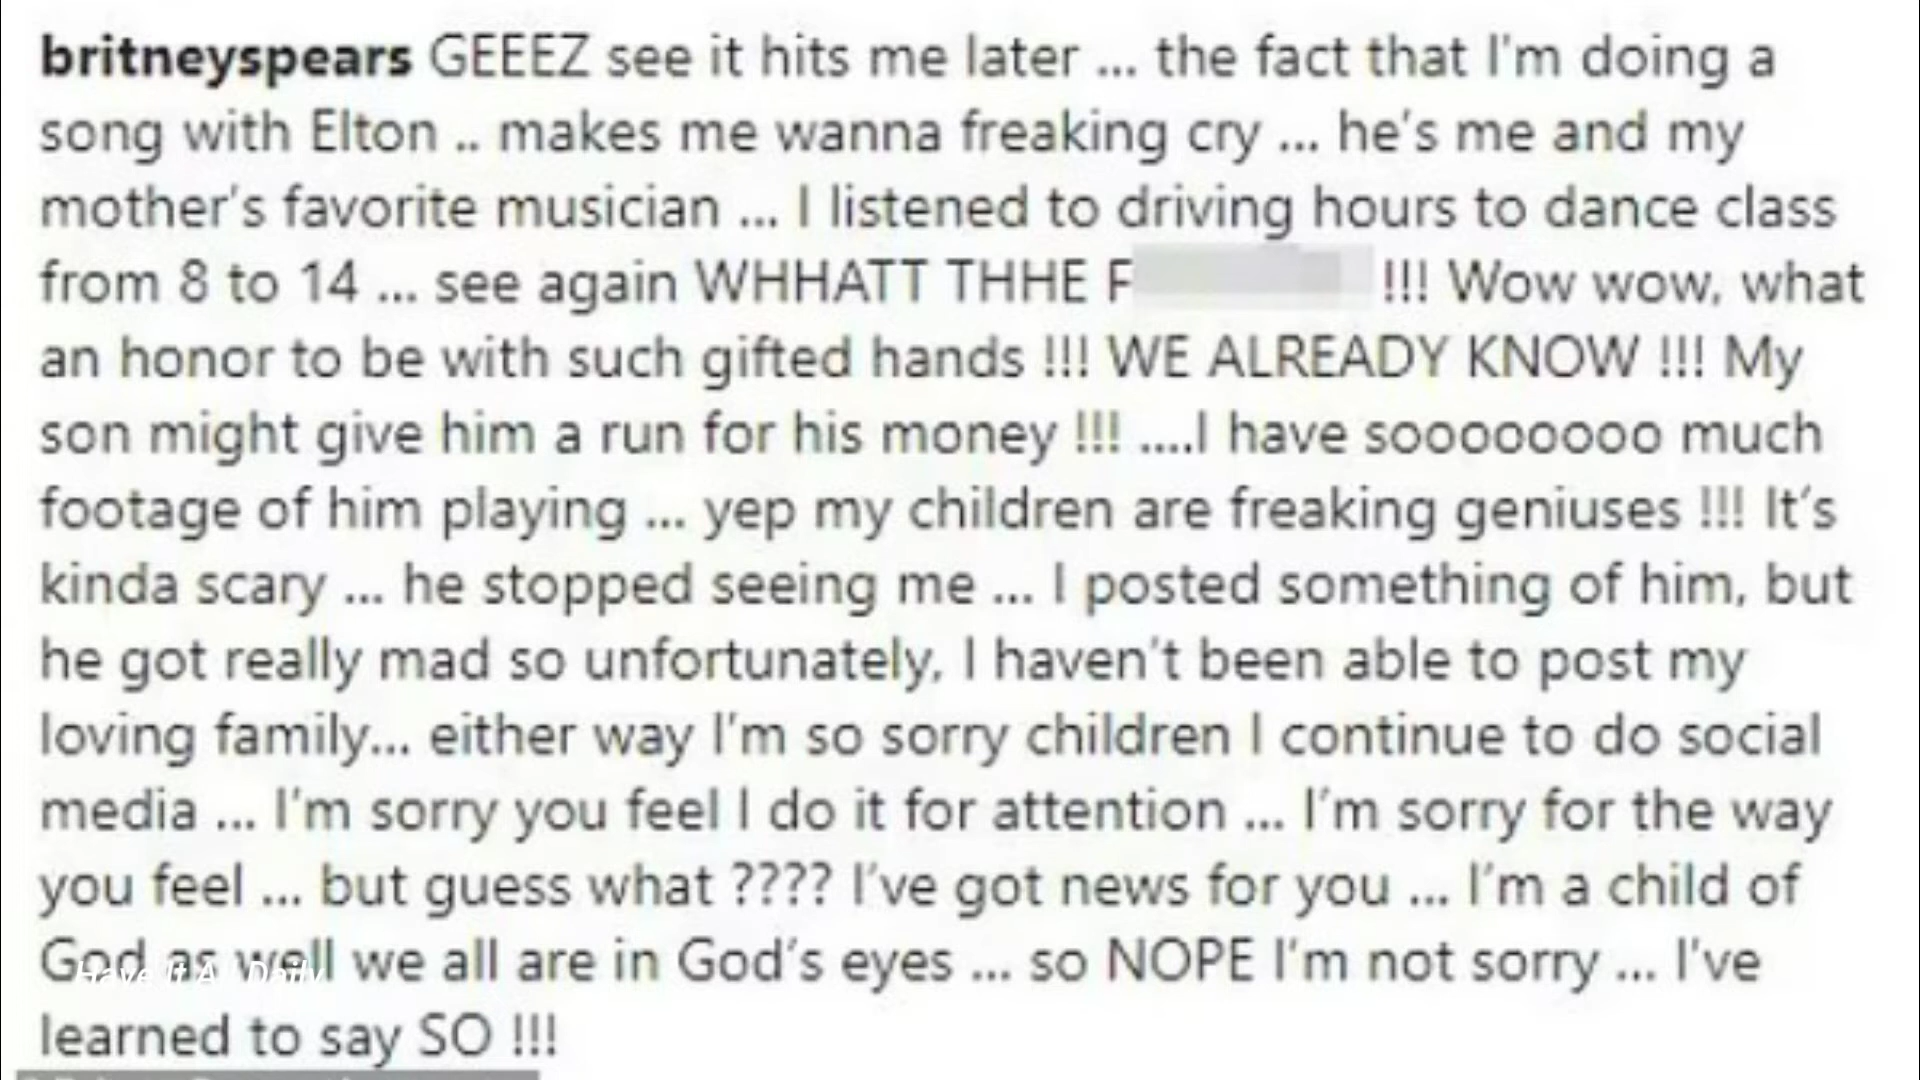 britneyspears GEEEZ see it hits me later ... the fact that I'm doing a
song with Elton .. makes me wanna freaking cry ... he's me and my
mother's favorite musician ... I listened to driving hours to dance class
from 8 to 14 ... see again WHHATT THHE F !!! Wow wow, what
an honor to be with such gifted hands !!! WE ALREADY KNOW !!! My
son might give him a run for his money !!! ....I have soooooooo much
footage of him playing ... yep my children are freaking geniuses !!! It's
kinda scary ... he stopped seeing me ... I posted something of him, but
he got really mad so unfortunately, I haven't been able to post my
loving family... either way I'm so sorry children I continue to do social
media ... I'm sorry you feel I do it for attention ... I'm sorry for the way
you feel ... but guess what ???? I've got news for you ... I'm a child of
God as well we all are in God's eyes ... so NOPE I'm not sorry ... I've
Have It All Daily
learned to say SO !!!